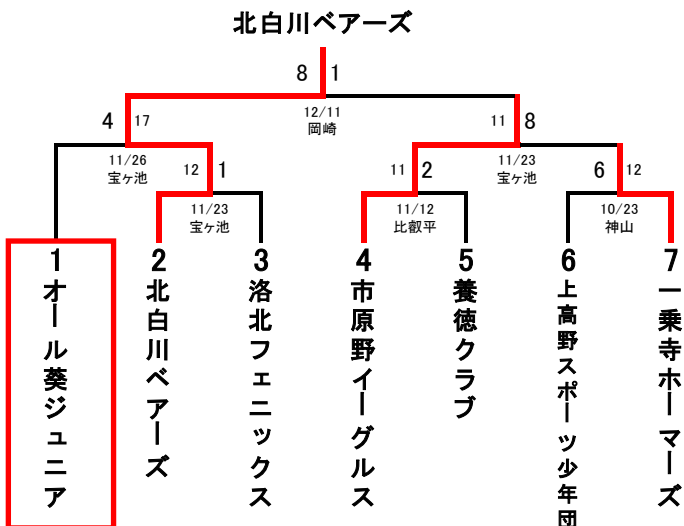 北白川ベアーズ
8 1
12/11
岡崎
4 17
11 8
11/26
宝ヶ池
11/23
宝ヶ池
12 1
11 2
6 12
11/23
宝ヶ池
11/12
比叡平
10/23
神山
1 オール葵ジュニア
2 北白川ベアーズ
3 洛北フェニックス
4 市原野イーグルス
5 養徳クラブ
6 上高野スポーツ少年団
7 一乗寺ホーマーズ